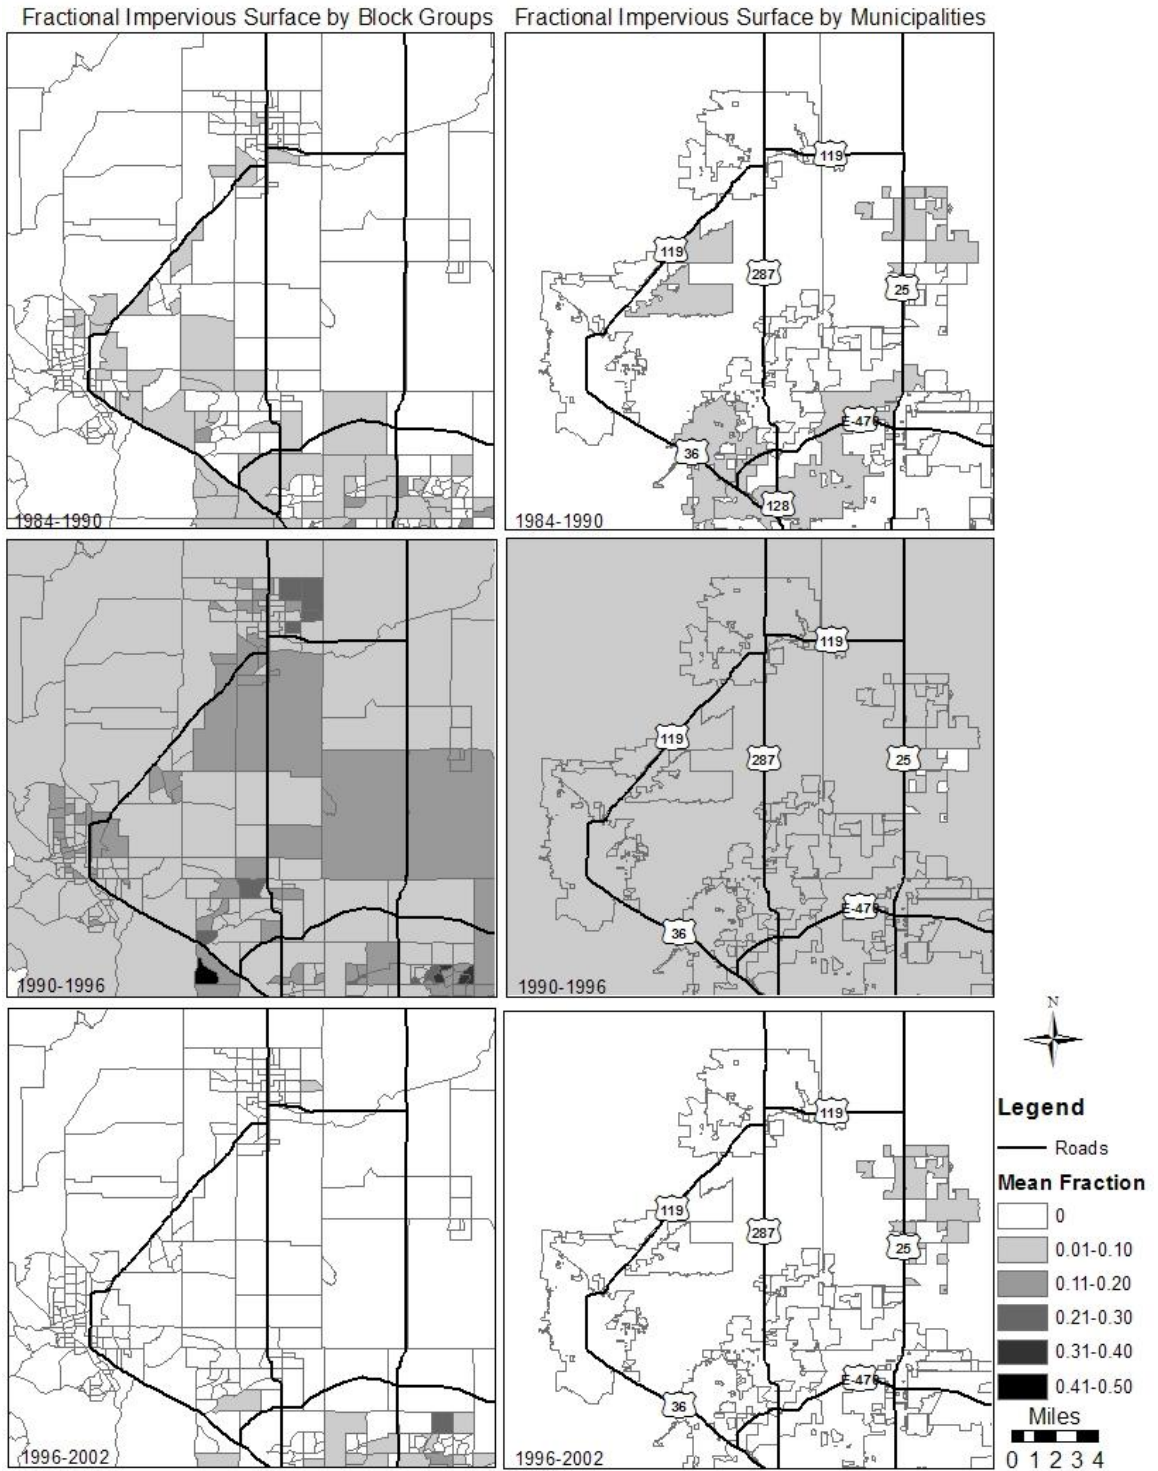 Fractional Impervious Surface by Block Groups
Fractional Impervious Surface by Municipalities
1984-1990
119
119
287
25
E-470
36
128
1984-1990
1990-1996
119
119
287
25
E-470
36
1990-1996
1996-2002
119
119
287
25
E-470
36
1996-2002
N
Legend
Roads
Mean Fraction
0
0.01-0.10
0.11-0.20
0.21-0.30
0.31-0.40
0.41-0.50
Miles
0 1 2 3 4